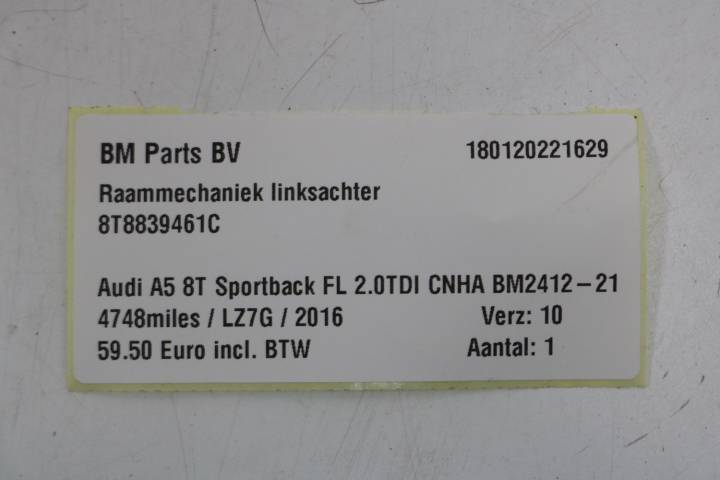 BM Parts BV 180120221629
Raammechaniek linksachter
8T8839461C
Audi A5 8T Sportback FL 2.0TDI CNHA BM2412-21
4748miles / LZ7G / 2016 Verz: 10
59.50 Euro incl. BTW Aantal: 1